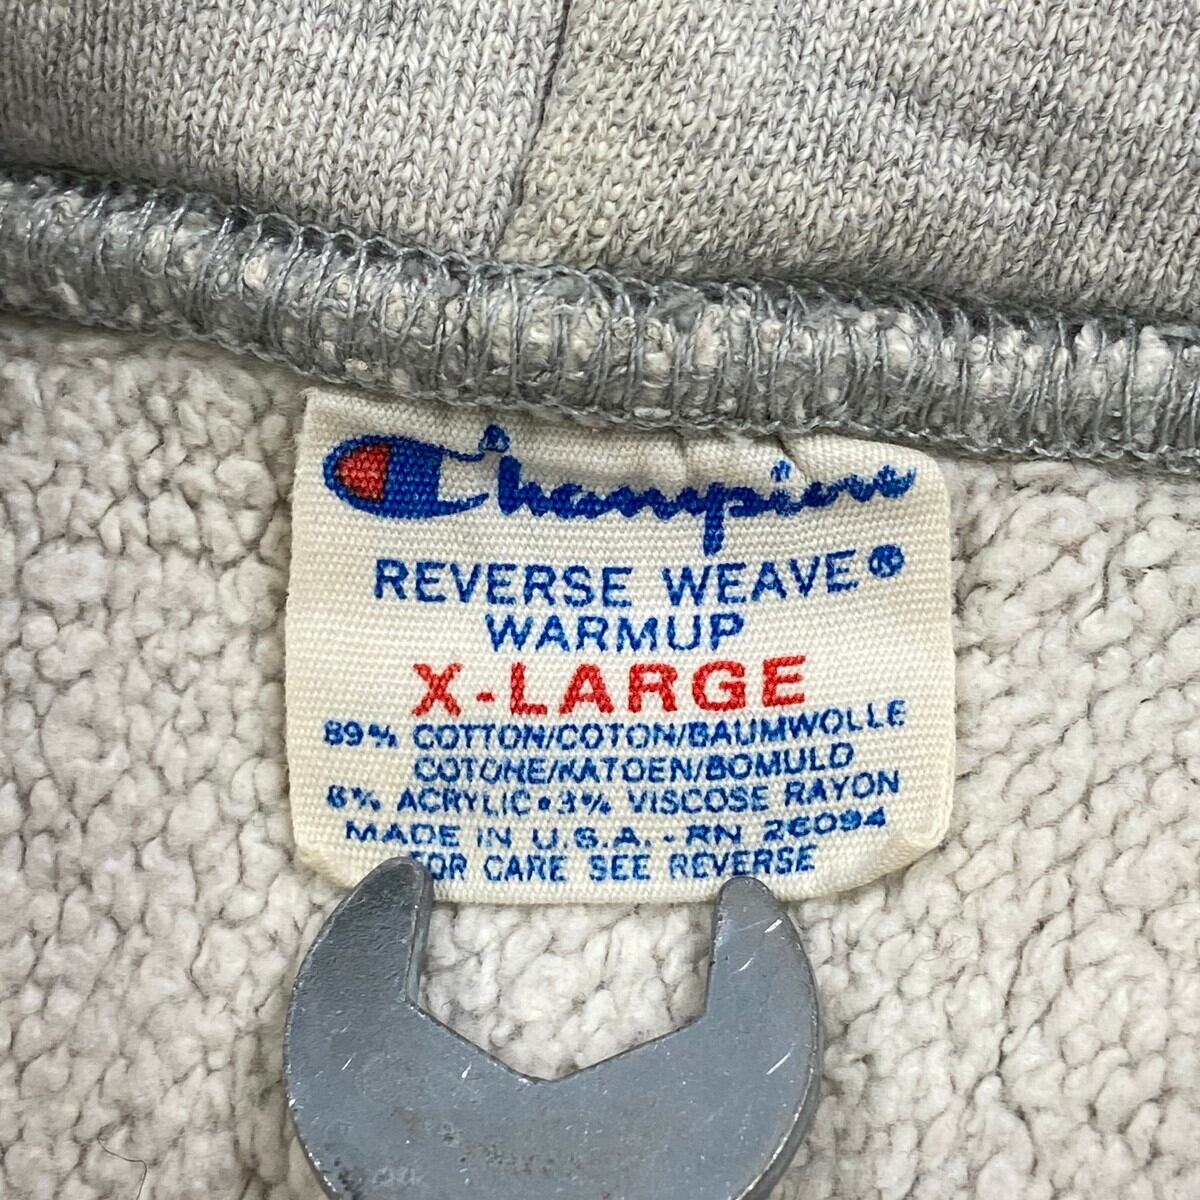 Champion
REVERSE WEAVE®
WARMUP
X-LARGE
89% COTTON/COTON/BAUMWOLLE
COTONE/KATOEN/BOMULD
8% ACRYLIC • 3% VISCOSE RAYON
MADE IN U.S.A. - RN 26094
FOR CARE SEE REVERSE